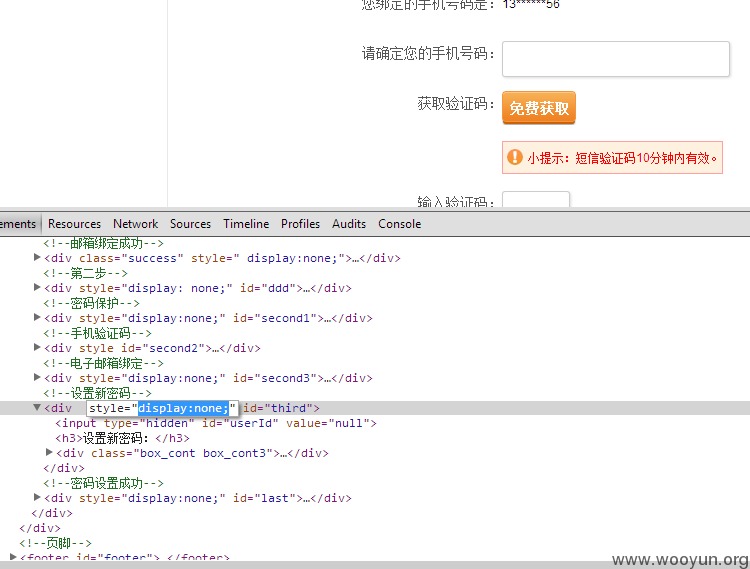 您绑定的手机号码是：13******56
请确定您的手机号码：
获取验证码：免费获取
小提示：短信验证码10分钟内有效。
输入验证码：
ements Resources Network Sources Timeline Profiles Audits Console
<!--邮箱绑定成功-->
<div class="success" style=" display:none;">…</div>
<!--第二步-->
<div style="display: none;" id="ddd">…</div>
<!--密码保护-->
<div style="display:none;" id="second1">…</div>
<!--手机验证码-->
<div style id="second2">…</div>
<!--电子邮箱绑定-->
<div style="display:none;" id="second3">…</div>
<!--设置新密码-->
<div style="display:none;" id="third">
<input type="hidden" id="userId" value="null">
<h3>设置新密码：</h3>
<div class="box_cont box_cont3">…</div>
</div>
<!--密码设置成功-->
<div style="display:none;" id="last">…</div>
</div>
</div>
<!--页脚-->
<footer id="footer">…</footer>
www.wooyun.org